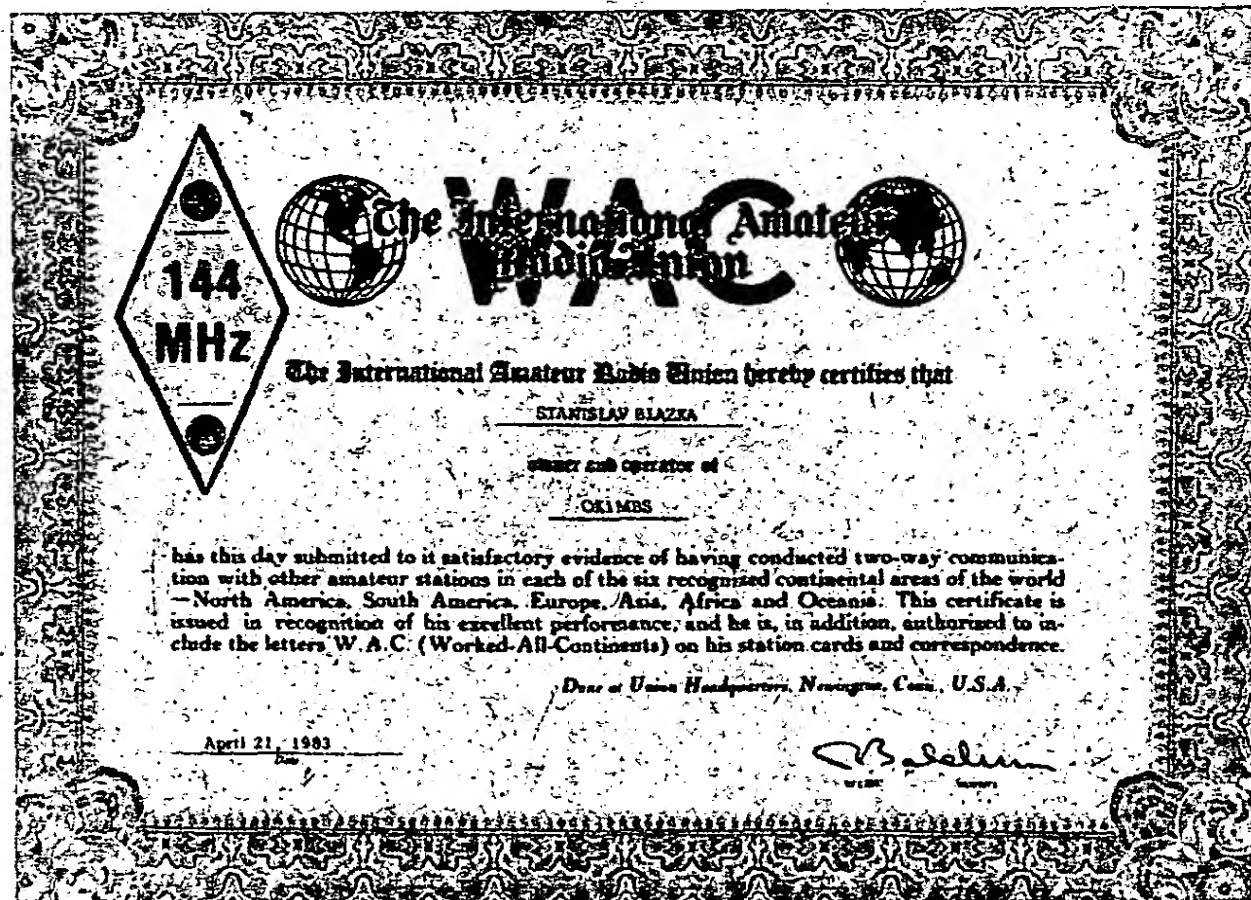 WAC
The International Amateur
Radio Union
144
MHz
The International Amateur Radio Union hereby certifies that
STANISLAV BLAZKA
owner and operator of
OK1MBS
has this day submitted to it satisfactory evidence of having conducted two-way communica-
tion with other amateur stations in each of the six recognized continental areas of the world
—North America, South America, Europe, Asia, Africa and Oceania. This certificate is
issued in recognition of his excellent performance, and he is, in addition, authorized to in-
clude the letters W.A.C. (Worked-All-Continents) on his station cards and correspondence.
Done at Union Headquarters, Newington, Conn., U.S.A.
April 21, 1983
Date
Baldwin